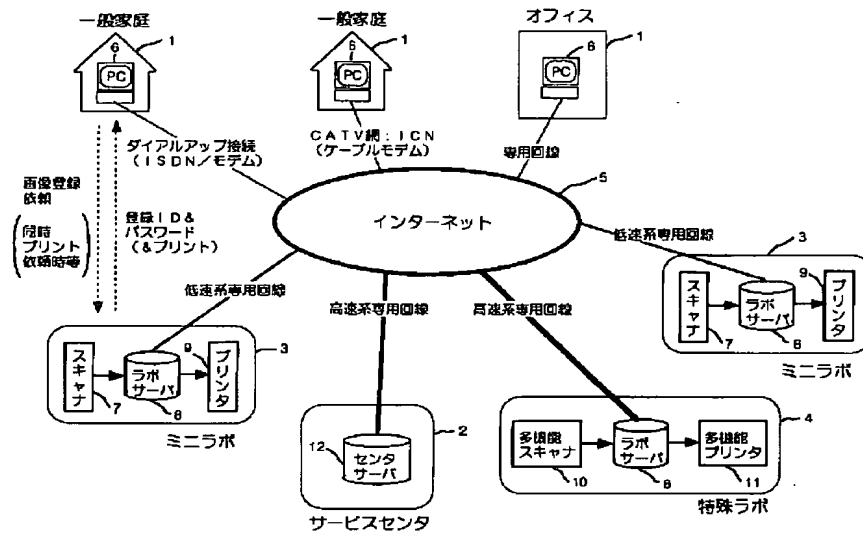 一般家庭
1
6
PC
一般家庭
1
6
PC
オフィス
1
6
PC
ダイアルアップ接続
(ISDN/モデム)
CATV網:ICN
(ケーブルモデム)
専用回線
画像登録
依頼
(同時
プリント
依頼時等)
登録ID&
パスワード
(&プリント)
インターネット
5
低速系専用回線
高速系専用回線
高速系専用回線
低速系専用回線
3
スキャナ
7
ラボ
サーバ
8
9
プリンタ
ミニラボ
3
スキャナ
7
ラボ
サーバ
8
9
プリンタ
ミニラボ
2
12
センタ
サーバ
サービスセンタ
4
多機能
スキャナ
10
ラボ
サーバ
8
多機能
プリンタ
11
特殊ラボ